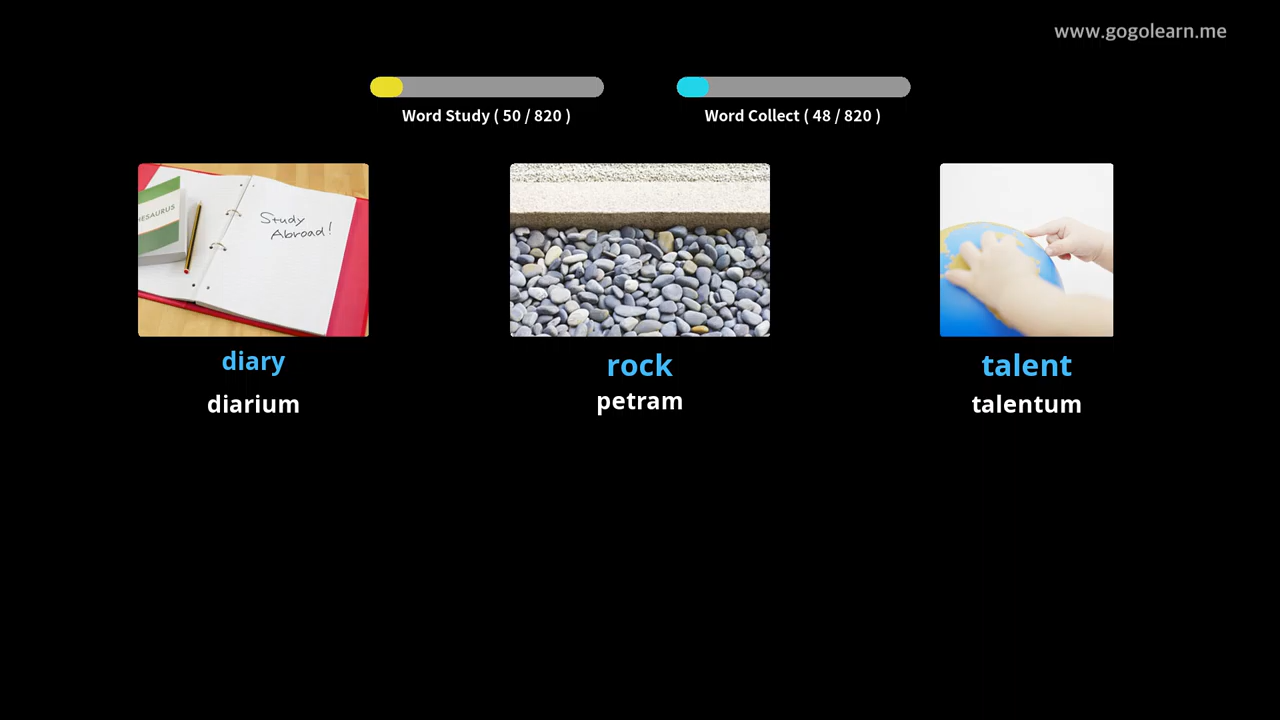 www.gogolearn.me
Word Study ( 50 / 820 )
Word Collect ( 48 / 820 )
HESAURUS
Study
Abroad!
diary
diarium
rock
petram
talent
talentum